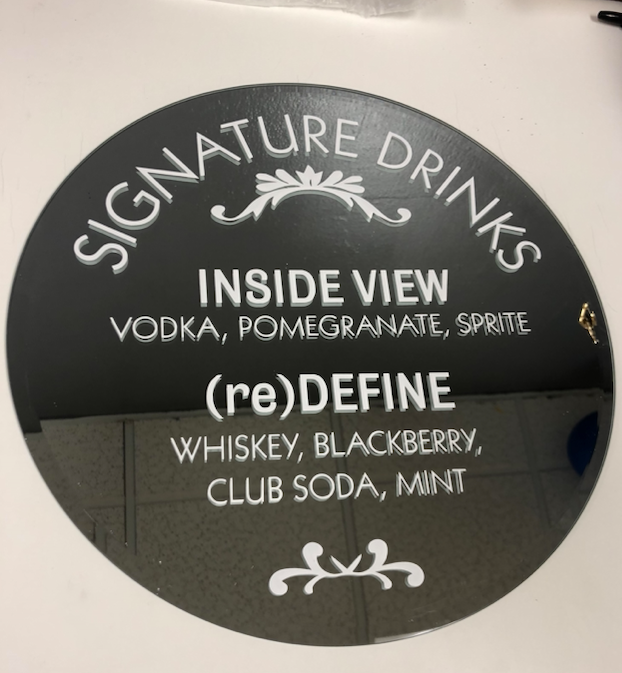 SIGNATURE DRINKS
INSIDE VIEW
VODKA, POMEGRANATE, SPRITE
(re)DEFINE
WHISKEY, BLACKBERRY,
CLUB SODA, MINT